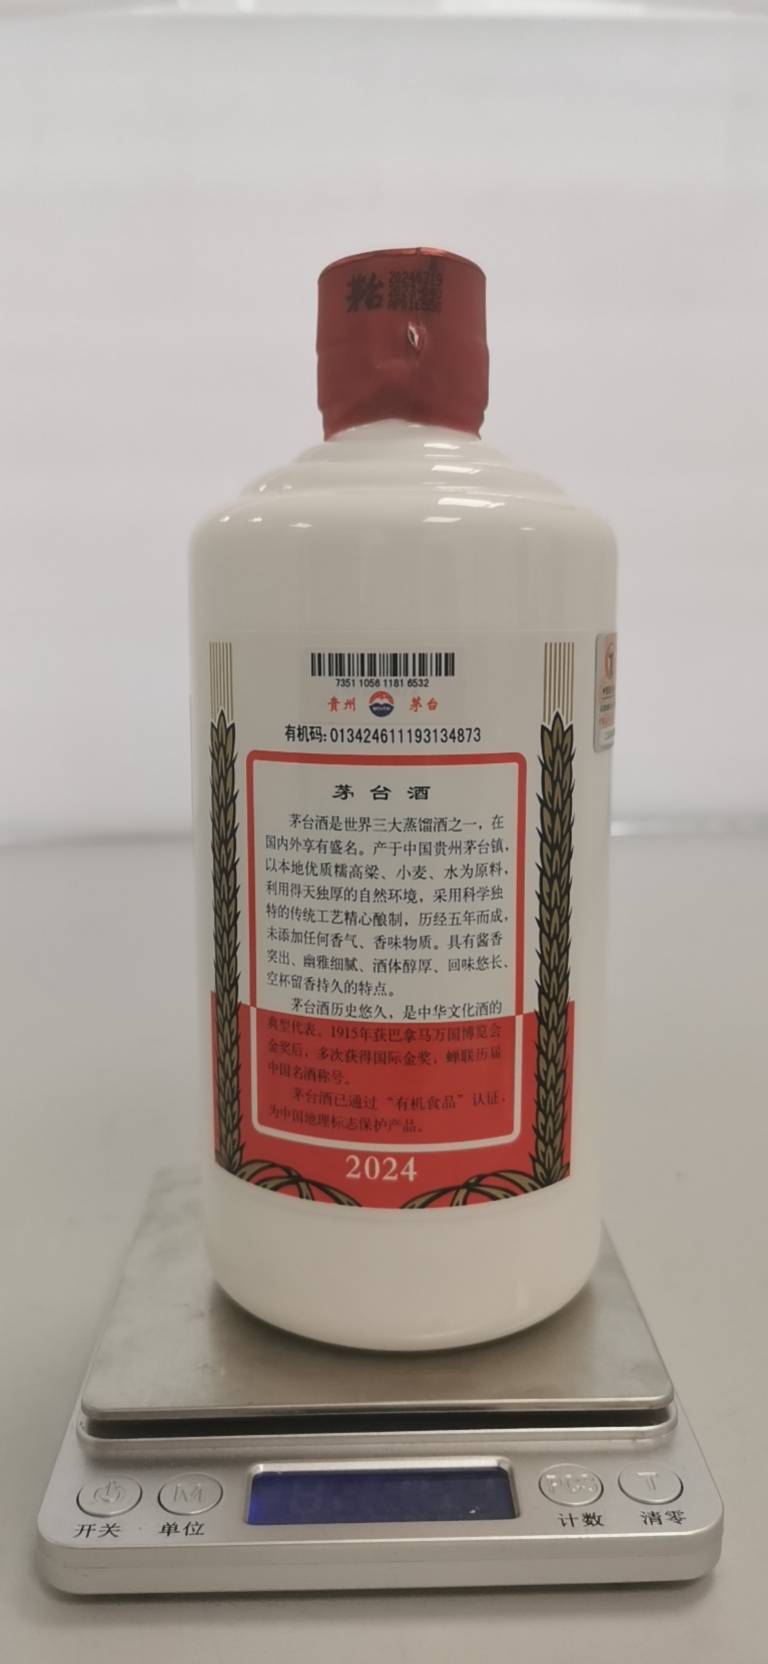 茅台
7351 1056 1181 6532
贵州 茅台
有机码:013424611193134873
茅台酒
茅台酒是世界三大蒸馏酒之一，在
国内外享有盛名。产于中国贵州茅台镇，
以本地优质糯高粱、小麦、水为原料，
利用得天独厚的自然环境，采用科学独
特的传统工艺精心酿制，历经五年而成，
未添加任何香气、香味物质。具有酱香
突出、幽雅细腻、酒体醇厚、回味悠长、
空杯留香持久的特点。
茅台酒历史悠久，是中华文化酒的
典型代表。1915年获巴拿马万国博览会
金奖后，多次获得国际金奖，蝉联历届
中国名酒称号。
茅台酒已通过“有机食品”认证，
为中国地理标志保护产品。
2024
M PCS T
开关 单位 计数 清零